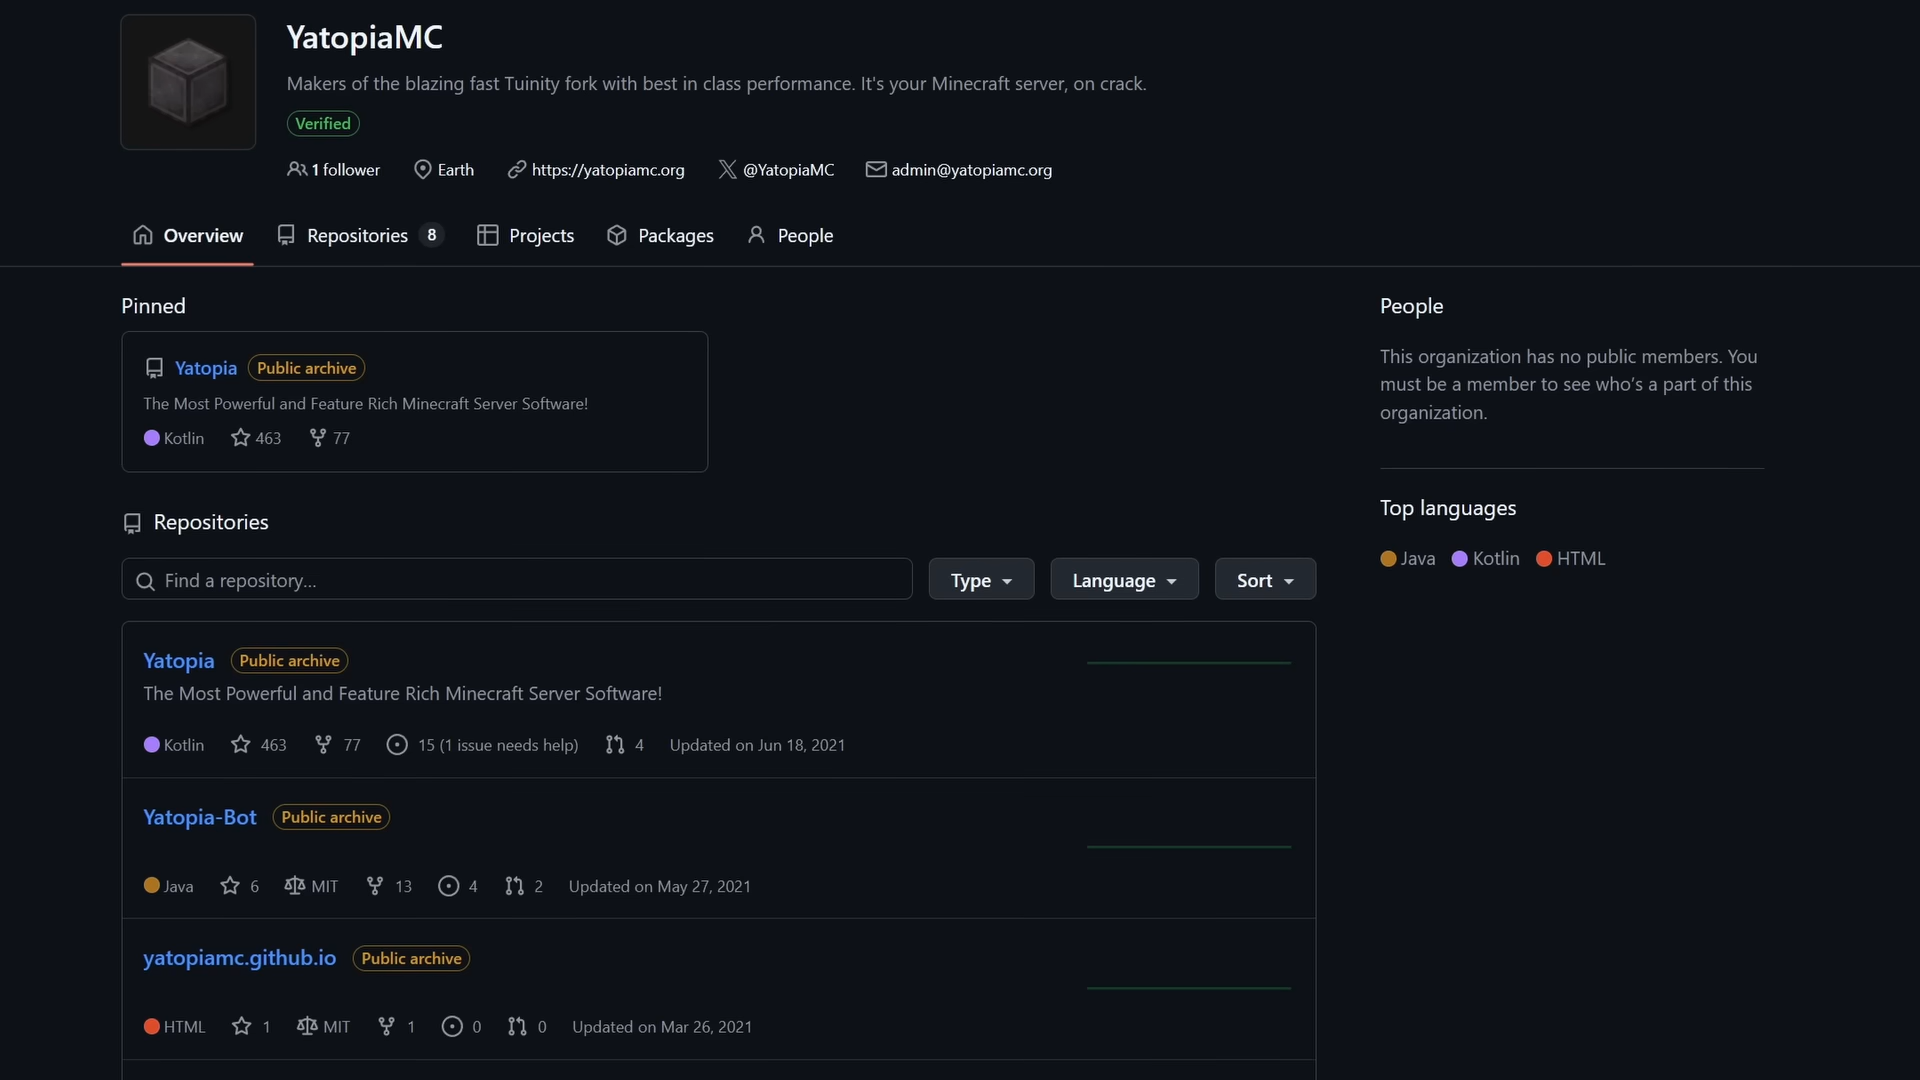 YatopiaMC
Makers of the blazing fast Tuinity fork with best in class performance. It's your Minecraft server, on crack.
Verified
1 follower Earth https://yatopiamc.org @YatopiaMC admin@yatopiamc.org
Overview Repositories 8 Projects Packages People
Pinned
Yatopia Public archive
The Most Powerful and Feature Rich Minecraft Server Software!
Kotlin 463 77
Repositories
Find a repository...
Type Language Sort
Yatopia Public archive
The Most Powerful and Feature Rich Minecraft Server Software!
Kotlin 463 77 15 (1 issue needs help) 4 Updated on Jun 18, 2021
Yatopia-Bot Public archive
Java 6 MIT 13 4 2 Updated on May 27, 2021
yatopiamc.github.io Public archive
HTML 1 MIT 1 0 0 Updated on Mar 26, 2021
People
This organization has no public members. You
must be a member to see who’s a part of this
organization.
Top languages
Java Kotlin HTML